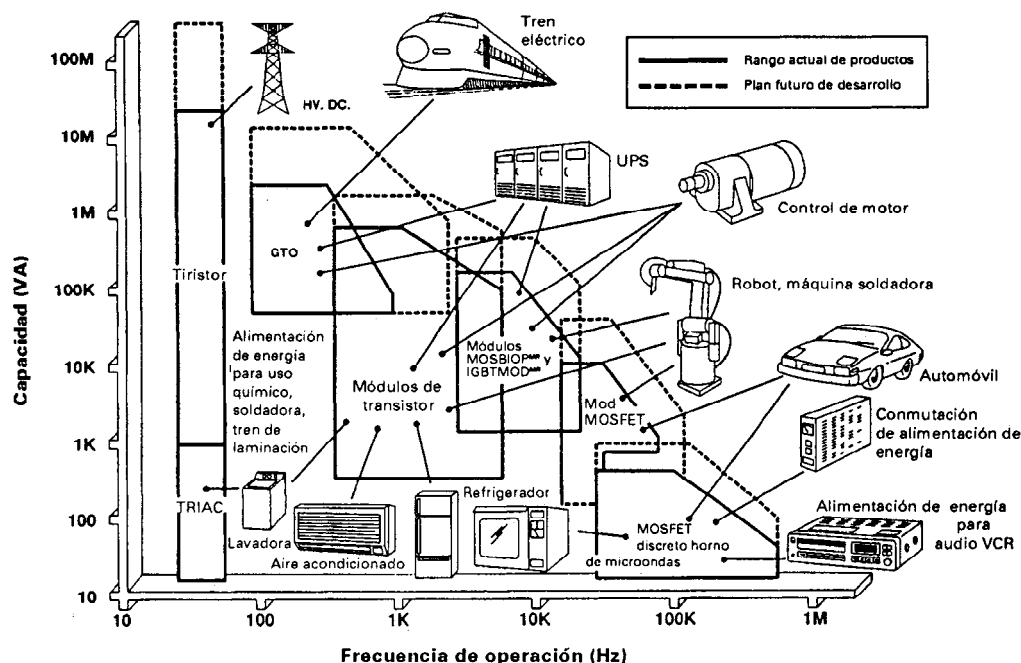 Tren
eléctrico
Rango actual de productos
Plan futuro de desarrollo
HV. DC.
UPS
Control de motor
GTO
Tiristor
Robot, máquina soldadora
Alimentación
de energía
para uso
químico,
soldadora,
tren de
laminación
Módulos
MOSBIOPMR y
IGBTMODMR
Módulos de
transistor
Mod
MOSFET
Automóvil
Conmutación
de alimentación de
energía
TRIAC
Lavadora
Aire acondicionado
Refrigerador
MOSFET
discreto horno
de microondas
Alimentación de energía
para
audio VCR
Capacidad (VA)
100M
10M
1M
100K
10K
1K
100
10
10
100
1K
10K
100K
1M
Frecuencia de operación (Hz)